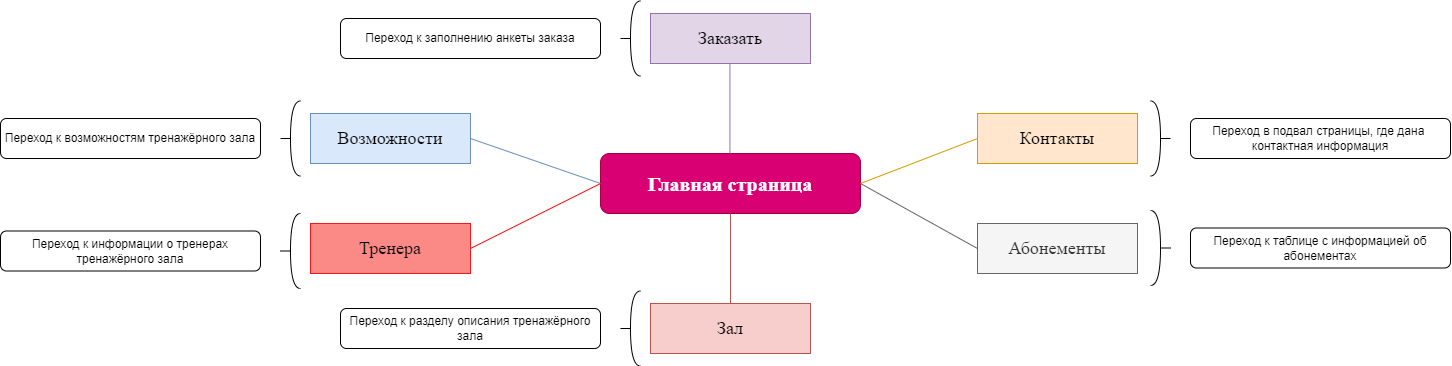 Переход к заполнению анкеты заказа
Заказать
Переход к возможностям тренажёрного зала
Возможности
Контакты
Переход в подвал страницы, где дана
контактная информация
Главная страница
Переход к информации о тренерах
тренажёрного зала
Тренера
Абонементы
Переход к таблице с информацией об
абонементах
Переход к разделу описания тренажёрного
зала
Зал